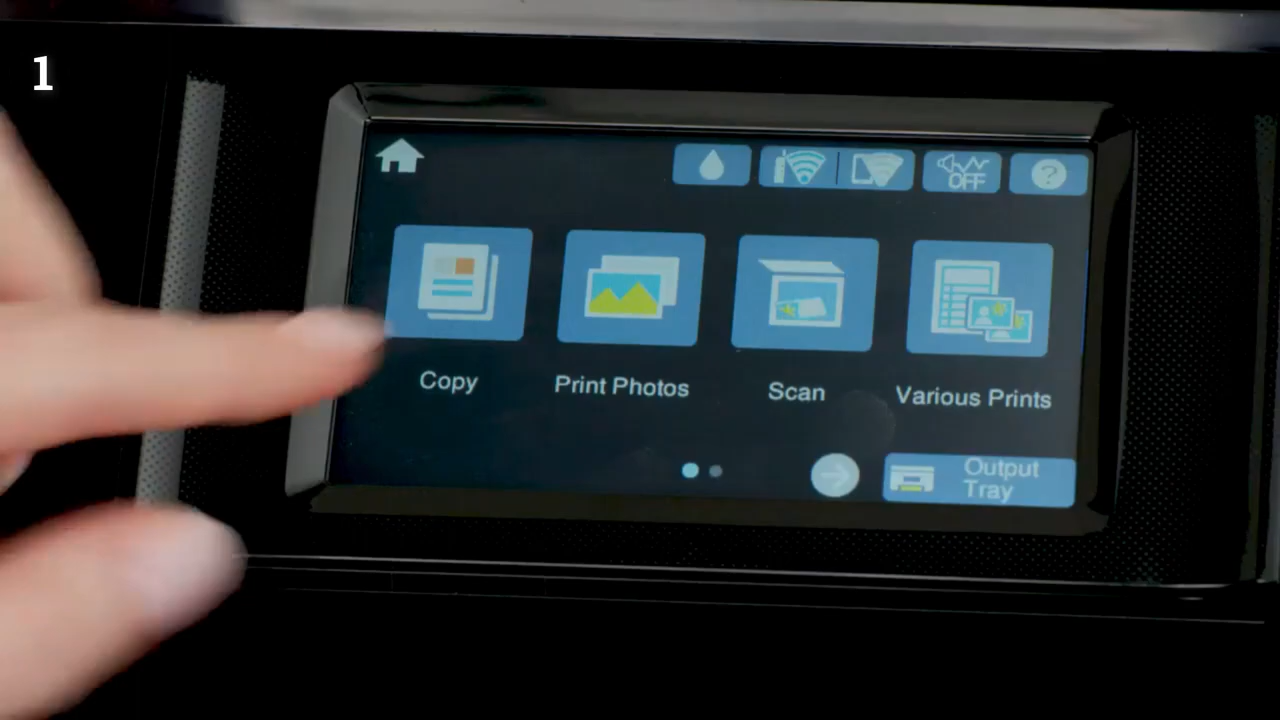 1
OFF
?
Copy
Print Photos
Scan
Various Prints
Output
Tray